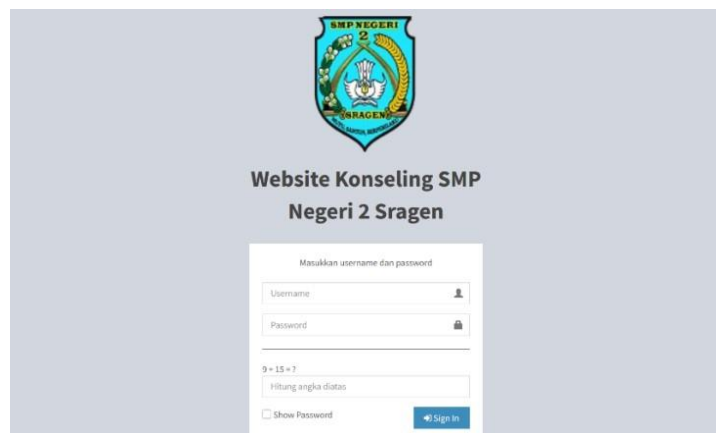 SMP NEGERI
2
SRAGEN
Website Konseling SMP
Negeri 2 Sragen
Masukkan username dan password
Username
Password
9 + 15 = ?
Hitung angka diatas
Show Password
Sign In